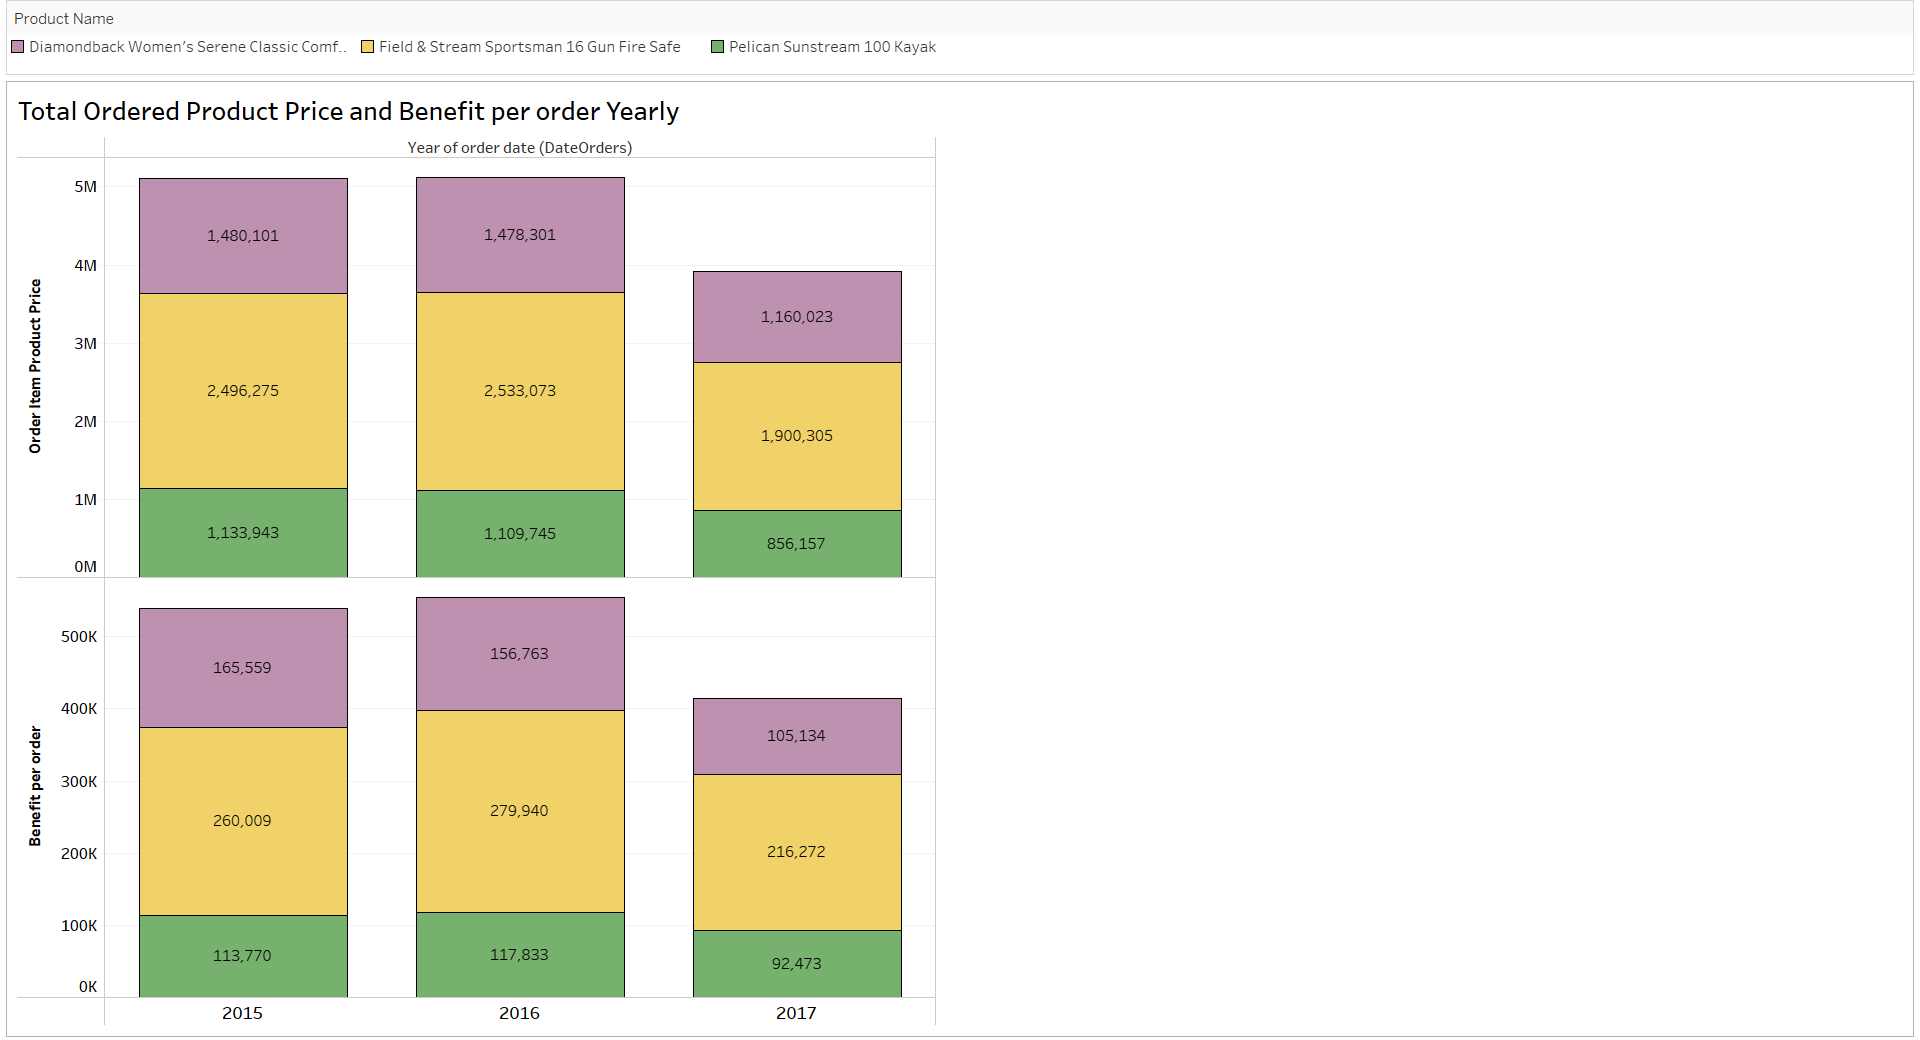 Product Name
Diamondback Women's Serene Classic Comf.. Field & Stream Sportsman 16 Gun Fire Safe Pelican Sunstream 100 Kayak
Total Ordered Product Price and Benefit per order Yearly
Year of order date (DateOrders)
Order Item Product Price
5M
4M
3M
2M
1M
0M
1,480,101 1,478,301 1,160,023
2,496,275 2,533,073 1,900,305
1,133,943 1,109,745 856,157
Benefit per order
500K
400K
300K
200K
100K
0K
165,559 156,763 105,134
260,009 279,940 216,272
113,770 117,833 92,473
2015 2016 2017